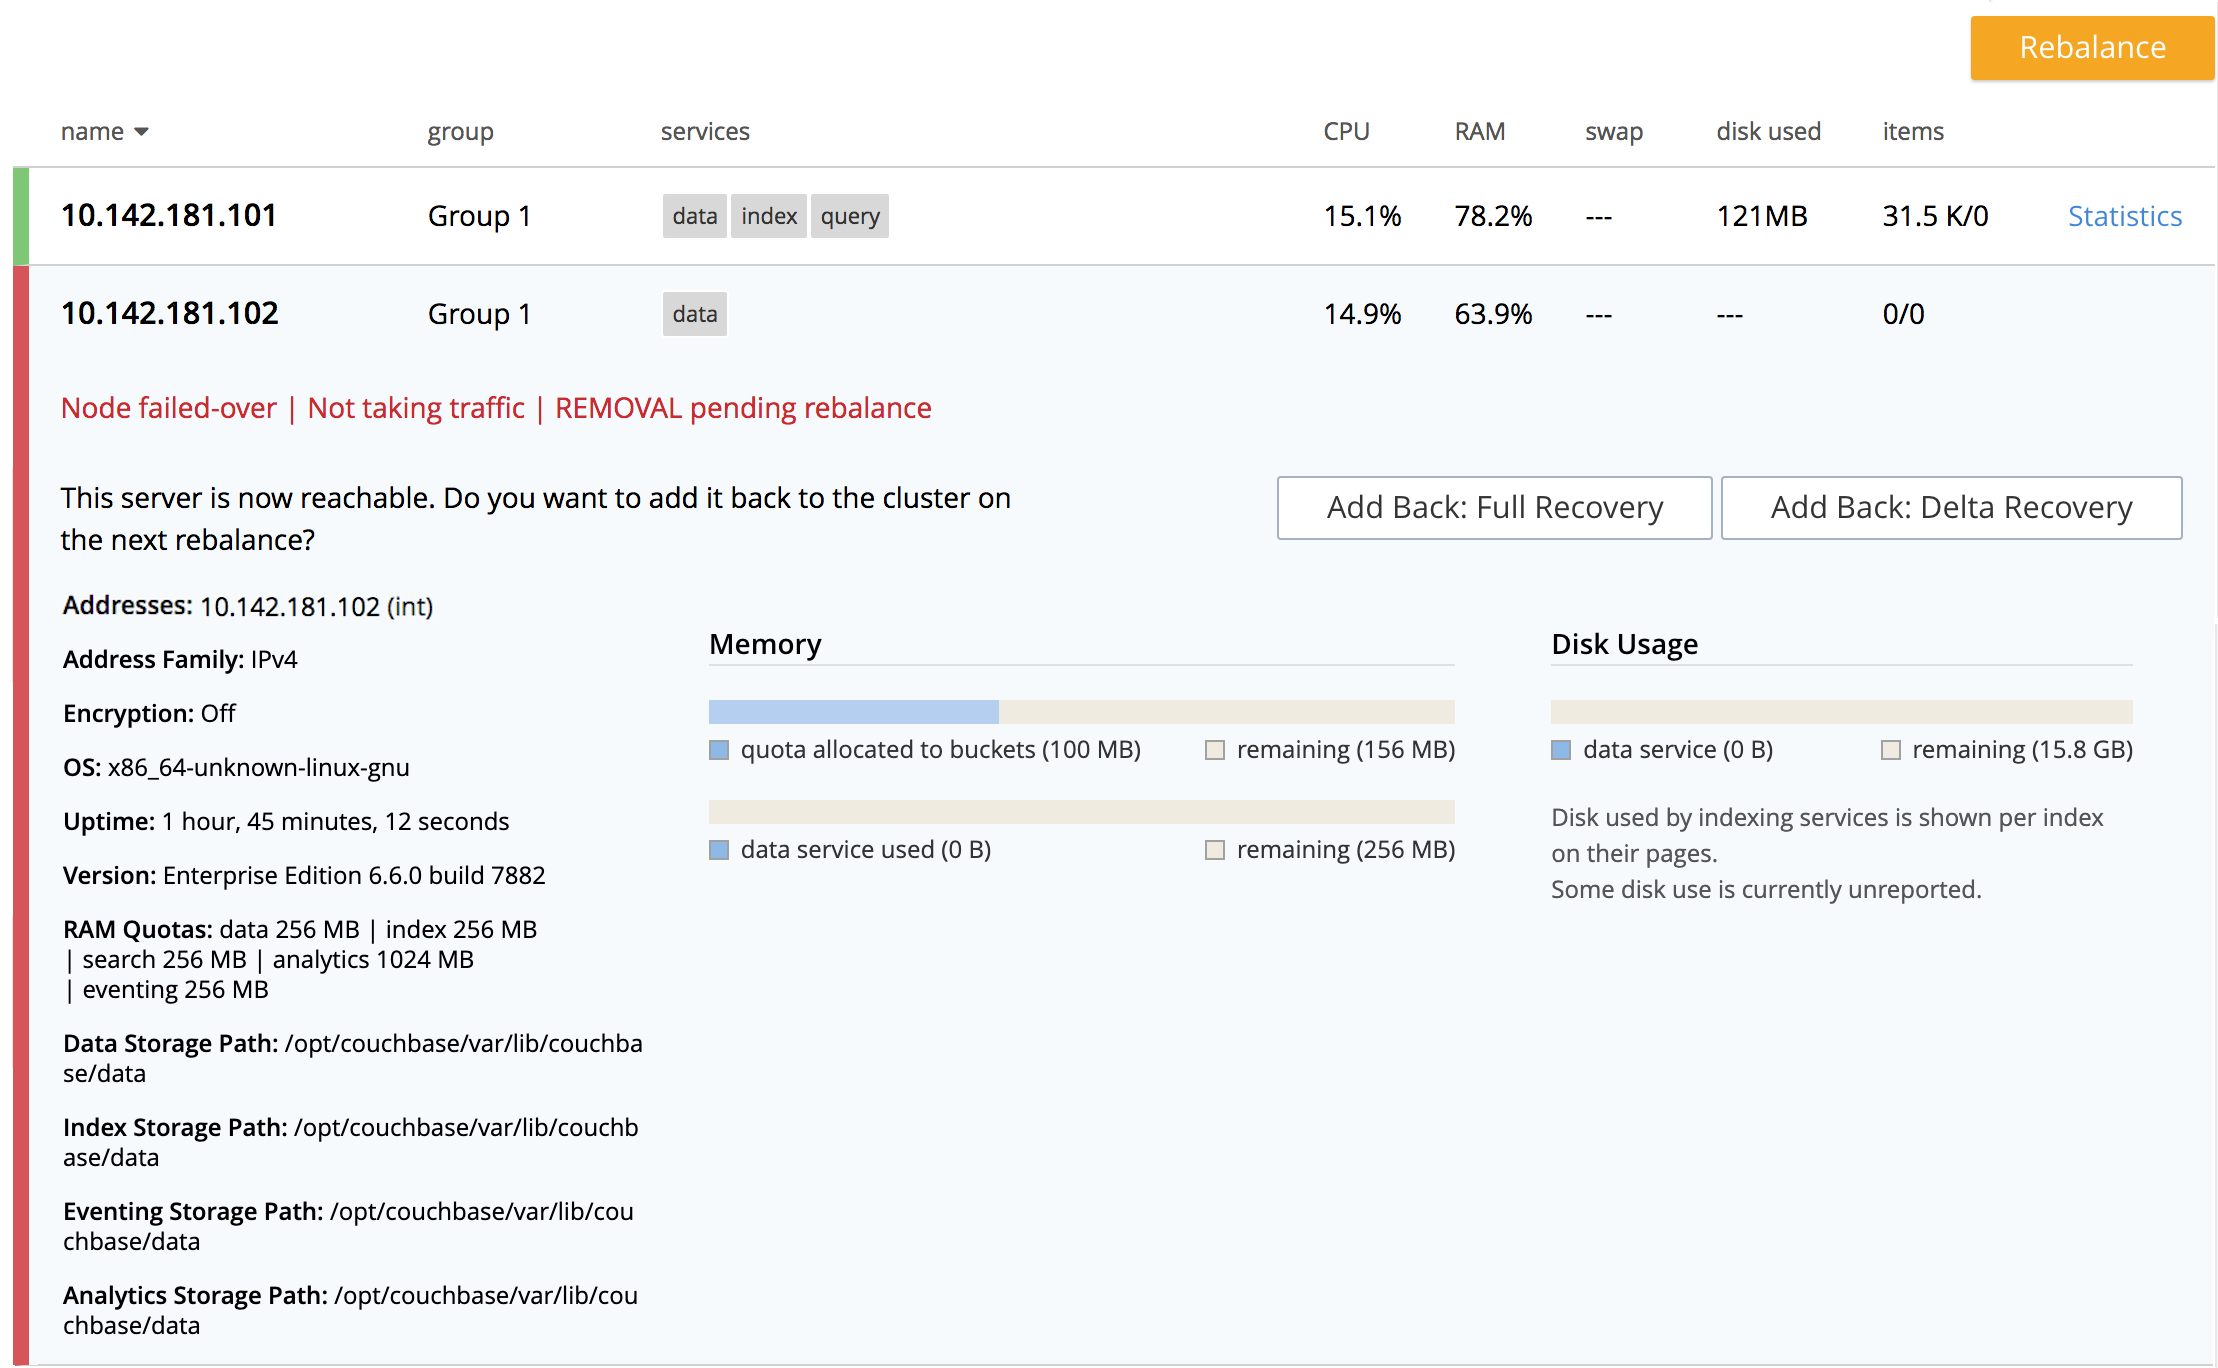 Rebalance
name group services CPU RAM swap disk used items
10.142.181.101 Group 1 data index query 15.1% 78.2% --- 121MB 31.5 K/0 Statistics
10.142.181.102 Group 1 data 14.9% 63.9% --- --- 0/0
Node failed-over | Not taking traffic | REMOVAL pending rebalance
This server is now reachable. Do you want to add it back to the cluster on
the next rebalance?
Add Back: Full Recovery Add Back: Delta Recovery
Addresses: 10.142.181.102 (int)
Address Family: IPv4
Encryption: Off
OS: x86_64-unknown-linux-gnu
Uptime: 1 hour, 45 minutes, 12 seconds
Version: Enterprise Edition 6.6.0 build 7882
RAM Quotas: data 256 MB | index 256 MB
| search 256 MB | analytics 1024 MB
| eventing 256 MB
Data Storage Path: /opt/couchbase/var/lib/couchba
se/data
Index Storage Path: /opt/couchbase/var/lib/couchb
ase/data
Eventing Storage Path: /opt/couchbase/var/lib/cou
chbase/data
Analytics Storage Path: /opt/couchbase/var/lib/cou
chbase/data
Memory
quota allocated to buckets (100 MB) remaining (156 MB)
data service used (0 B) remaining (256 MB)
Disk Usage
data service (0 B) remaining (15.8 GB)
Disk used by indexing services is shown per index
on their pages.
Some disk use is currently unreported.